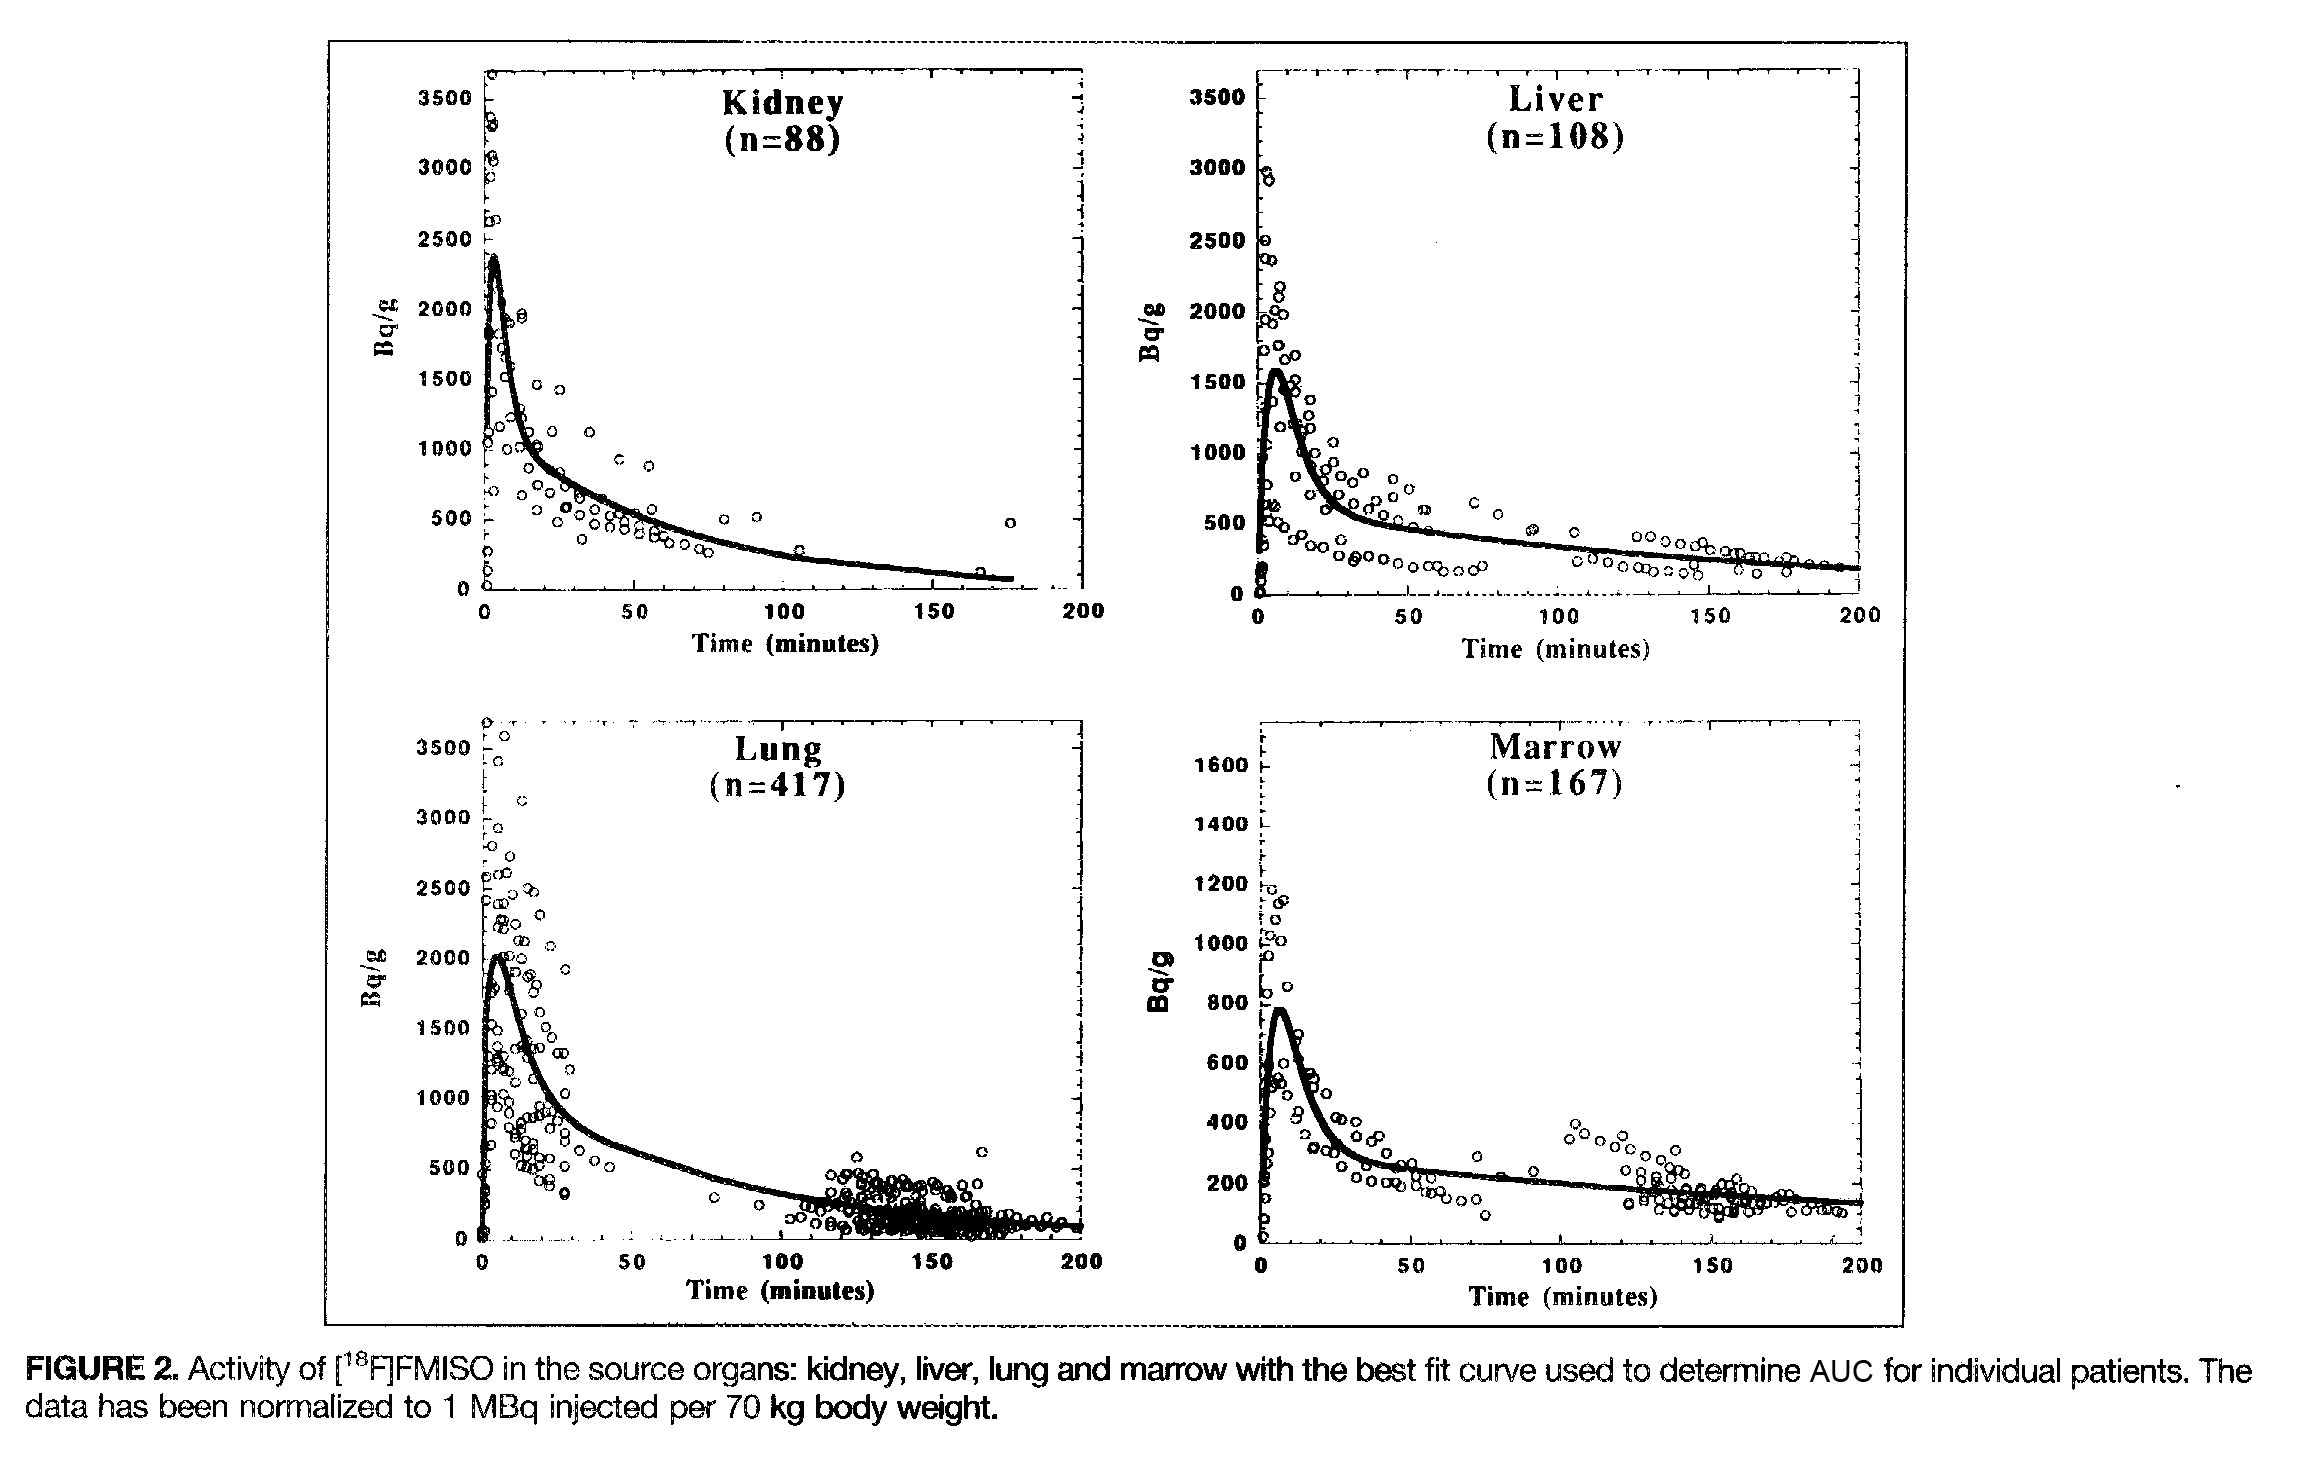 Kidney
(n=88)
3500
3000
2500
2000
1500
1000
500
0
Bq/g
0 50 100 150 200
Time (minutes)
Liver
(n=108)
3500
3000
2500
2000
1500
1000
500
0
Bq/g
0 50 100 150 200
Time (minutes)
Lung
(n=417)
3500
3000
2500
2000
1500
1000
500
0
Bq/g
0 50 100 150 200
Time (minutes)
Marrow
(n=167)
1600
1400
1200
1000
800
600
400
200
0
Bq/g
0 50 100 150 200
Time (minutes)
FIGURE 2. Activity of [¹⁸F]FMISO in the source organs: kidney, liver, lung and marrow with the best fit curve used to determine AUC for individual patients. The
data has been normalized to 1 MBq injected per 70 kg body weight.